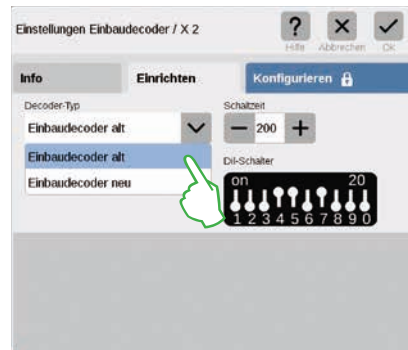 Einstellungen Einbaudecoder / X 2
Hilfe Abbrechen OK
Info Einrichten Konfigurieren
Decoder-Typ Schaltzeit
Einbaudecoder alt 200
Einbaudecoder alt Dil-Schalter
Einbaudecoder neu on 20
1 2 3 4 5 6 7 8 9 0